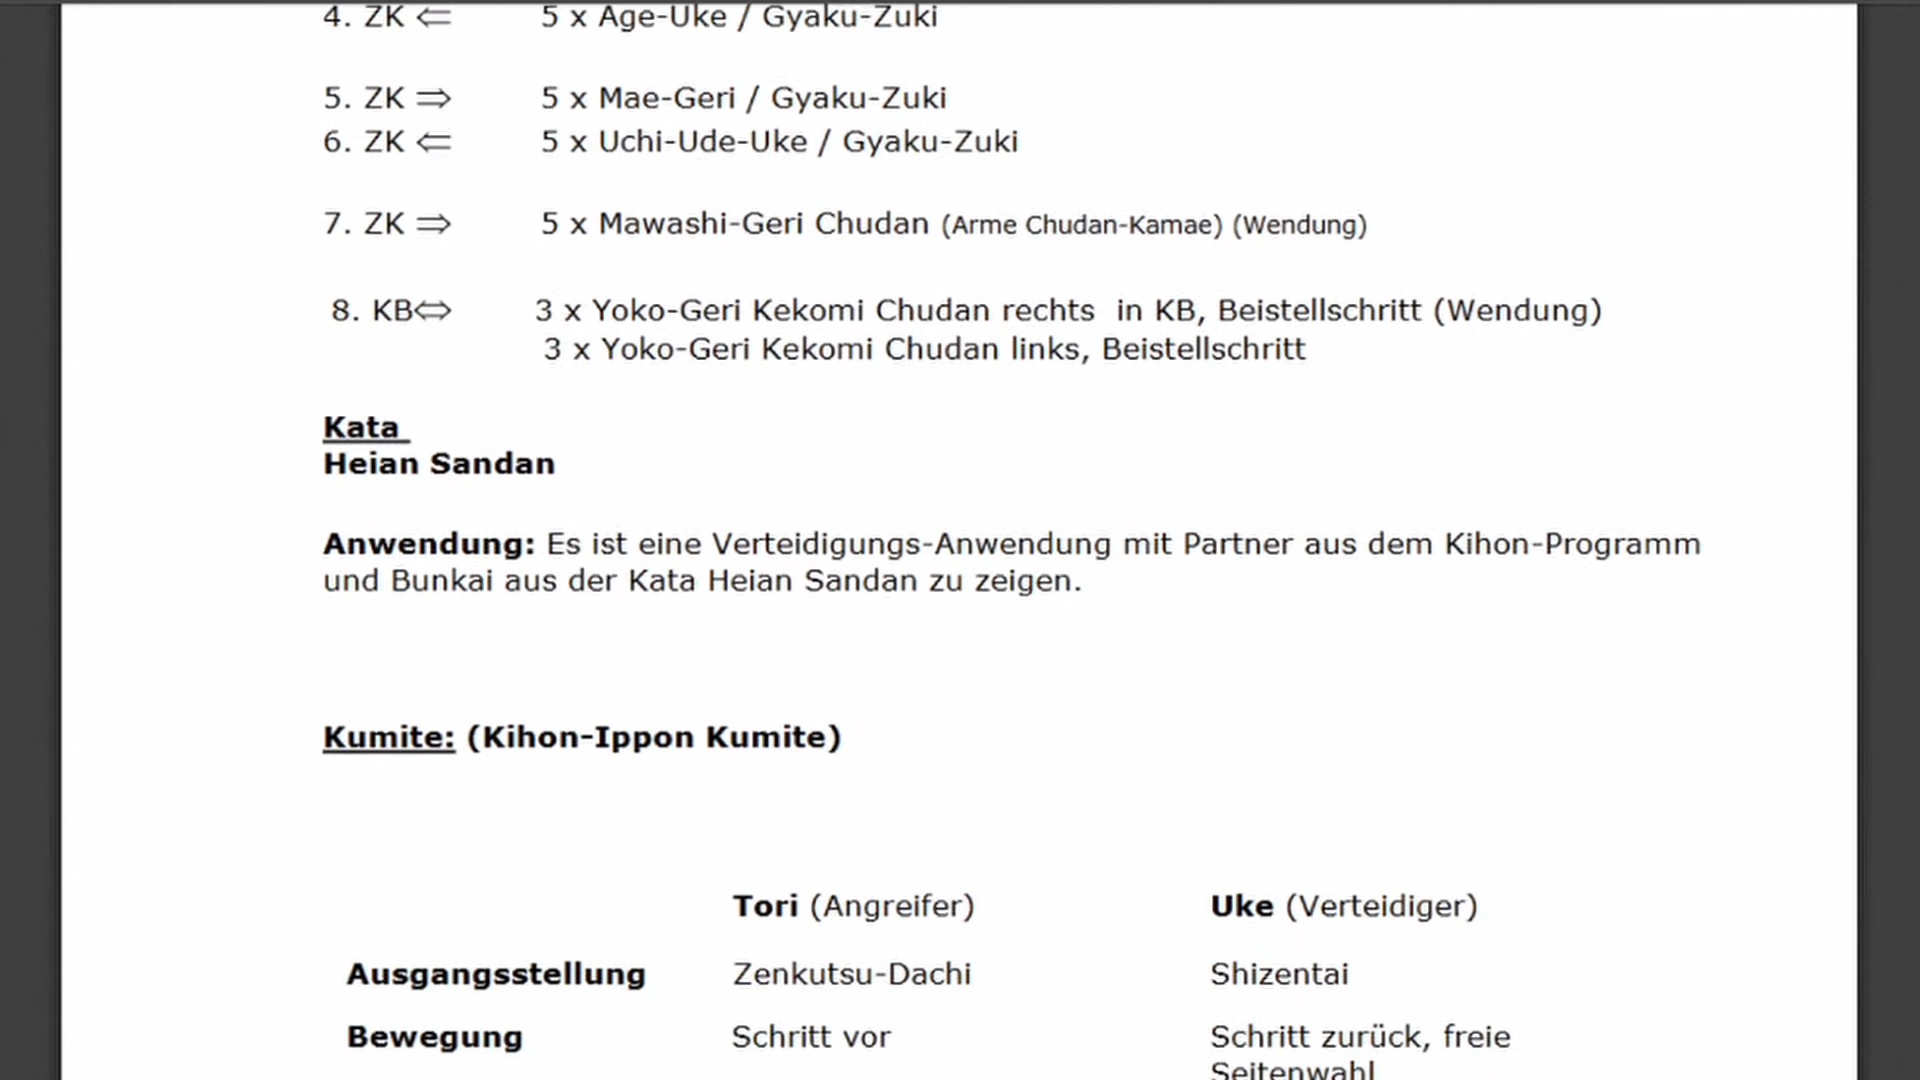 4. ZK ⇐ 5 x Age-Uke / Gyaku-Zuki
5. ZK ⇒ 5 x Mae-Geri / Gyaku-Zuki
6. ZK ⇐ 5 x Uchi-Ude-Uke / Gyaku-Zuki
7. ZK ⇒ 5 x Mawashi-Geri Chudan (Arme Chudan-Kamae) (Wendung)
8. KB⇔ 3 x Yoko-Geri Kekomi Chudan rechts in KB, Beistellschritt (Wendung)
3 x Yoko-Geri Kekomi Chudan links, Beistellschritt
Kata
Heian Sandan
Anwendung: Es ist eine Verteidigungs-Anwendung mit Partner aus dem Kihon-Programm
und Bunkai aus der Kata Heian Sandan zu zeigen.
Kumite: (Kihon-Ippon Kumite)
Tori (Angreifer) Uke (Verteidiger)
Ausgangsstellung Zenkutsu-Dachi Shizentai
Bewegung Schritt vor Schritt zurück, freie
Seitenwahl